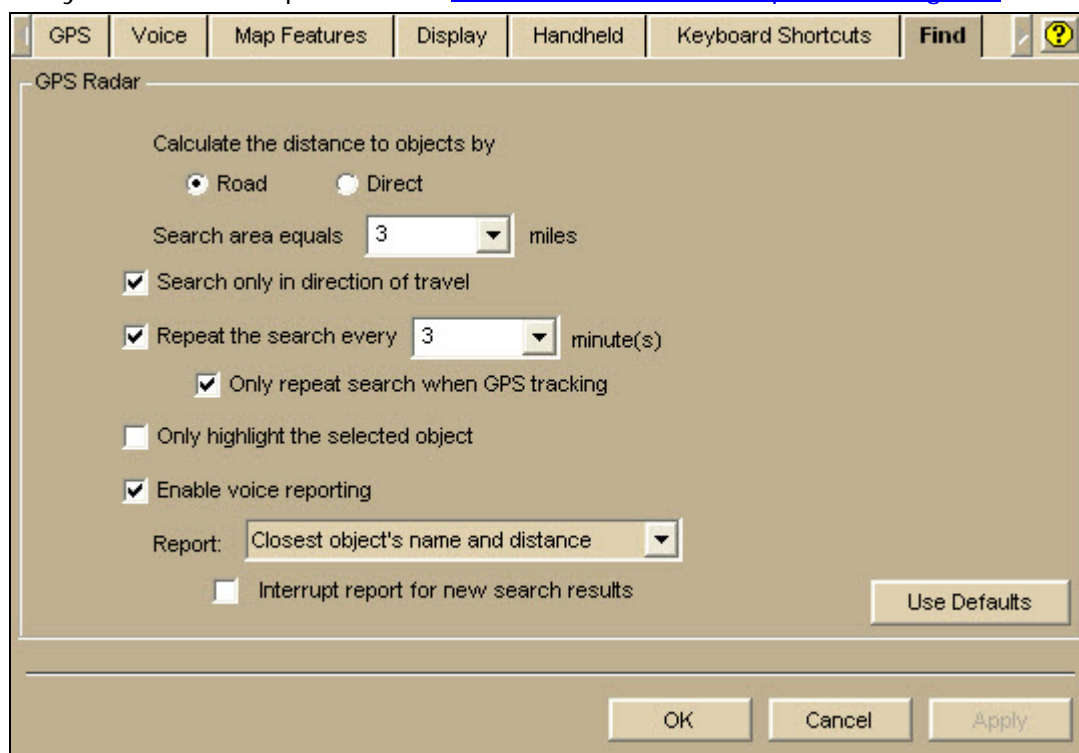 GPS Voice Map Features Display Handheld Keyboard Shortcuts Find ?
GPS Radar
Calculate the distance to objects by
Road Direct
Search area equals 3 miles
Search only in direction of travel
Repeat the search every 3 minute(s)
Only repeat search when GPS tracking
Only highlight the selected object
Enable voice reporting
Report: Closest object's name and distance
Interrupt report for new search results
Use Defaults
OK Cancel Apply